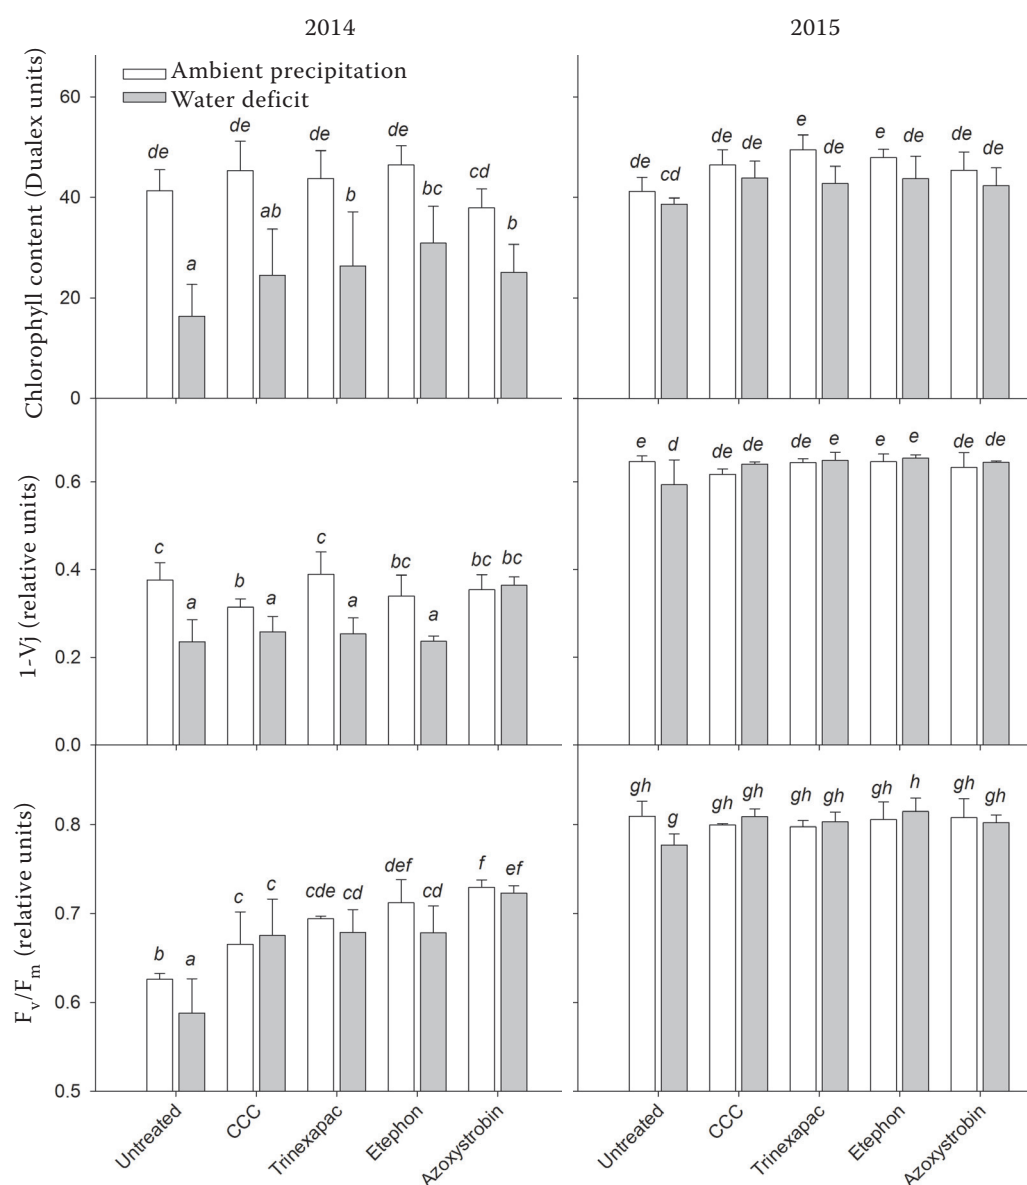 2014 2015
Chlorophyll content (Dualex units)
Ambient precipitation
Water deficit
60
40
20
0
de a de ab de b de bc cd b
de cd de de e de e de de de
1-Vj (relative units)
0.6
0.4
0.2
0.0
c a b a c a bc a bc bc
e d de de de e e e de de
Fv/Fm (relative units)
0.8
0.7
0.6
0.5
b a c c cde cd def cd f ef
gh g gh gh gh gh gh h gh gh
Untreated CCC Trinexapac Etephon Azoxystrobin
Untreated CCC Trinexapac Etephon Azoxystrobin